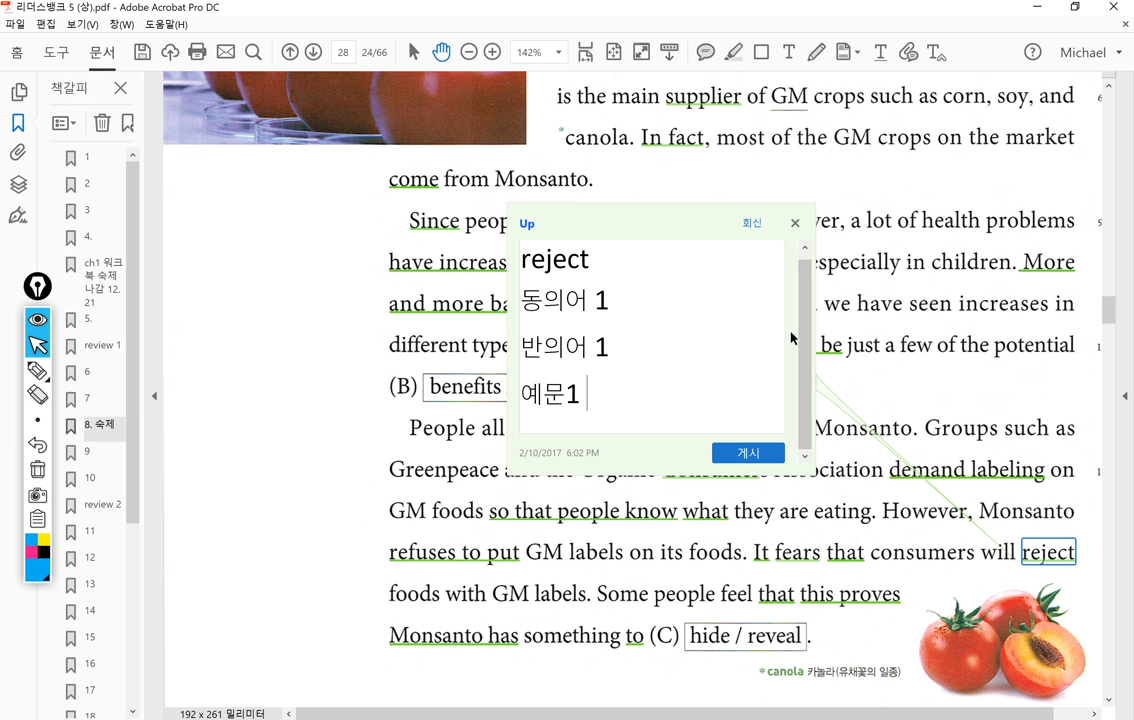 리더스뱅크 5 (상).pdf - Adobe Acrobat Pro DC
파일 편집 보기(V) 창(W) 도움말(H)
홈 도구 문서 28 24/66 142% Michael
책갈피
1
2
3
4.
ch1 워크
북 숙제
나감 12.
21
5.
review 1
6
7
8. 숙제
9
10
review 2
11
12
13
14
15
16
17
18
is the main supplier of GM crops such as corn, soy, and 6
*canola. In fact, most of the GM crops on the market
come from Monsanto.
Since peop ver, a lot of health problems 9
have increas especially in children. More
and more ba we have seen increases in
different type be just a few of the potential 1
(B) benefits
Up 회신
reject
동의어 1
반의어 1
예문1
2/10/2017 6:02 PM 게시
People all Monsanto. Groups such as
Greenpeace and the Organic Consumers Association demand labeling on 1
GM foods so that people know what they are eating. However, Monsanto
refuses to put GM labels on its foods. It fears that consumers will reject
foods with GM labels. Some people feel that this proves
Monsanto has something to (C) hide / reveal.
*canola 카놀라(유채꽃의 일종)
192 x 261 밀리미터